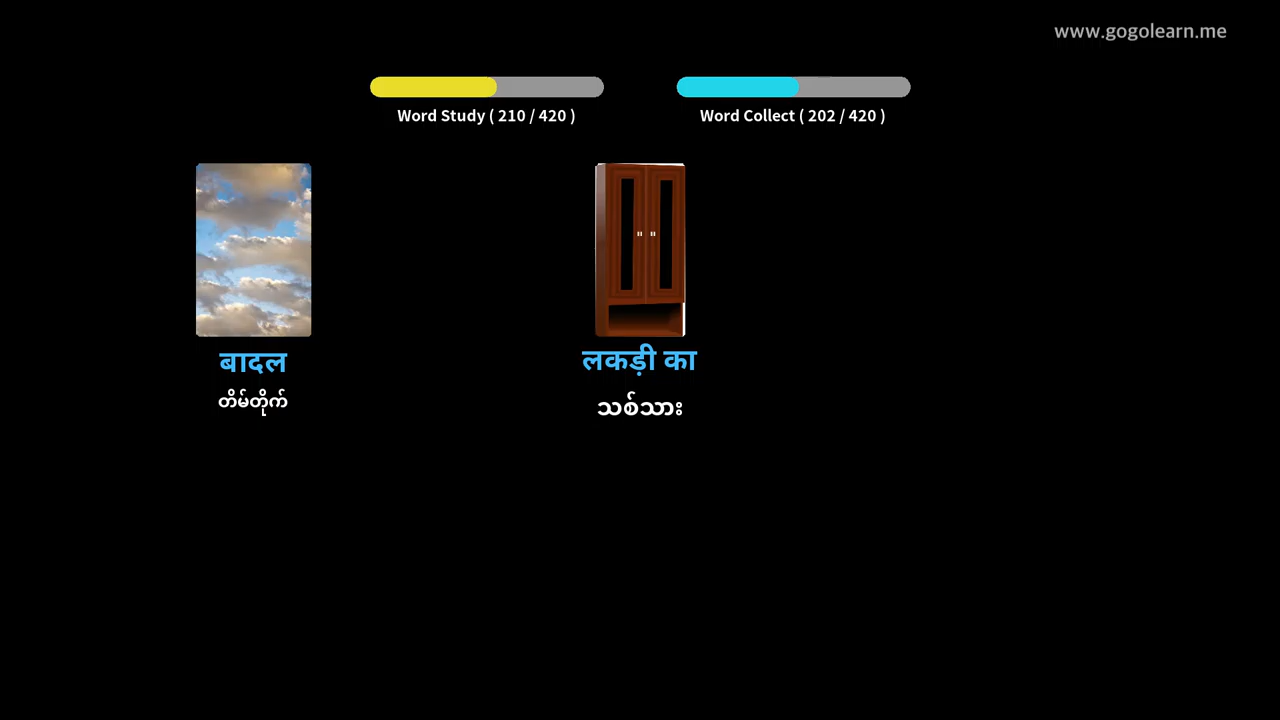 www.gogolearn.me
Word Study ( 210 / 420 )
Word Collect ( 202 / 420 )
बादल
တိမ်တိုက်
लकड़ी का
သစ်သား